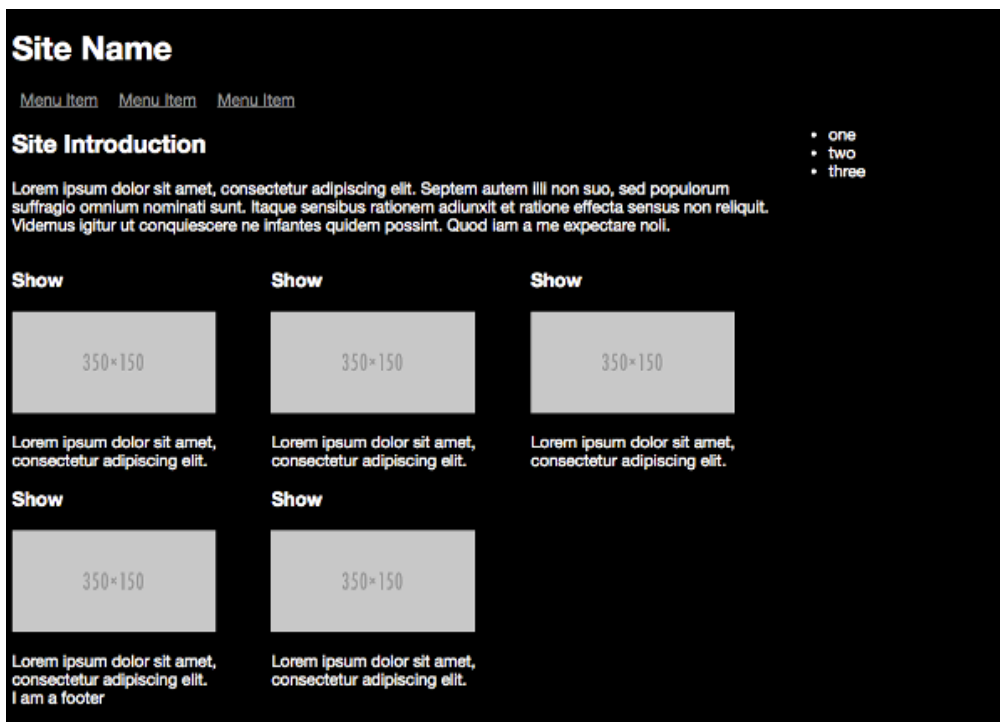 Site Name
Menu Item Menu Item Menu Item
Site Introduction
Lorem ipsum dolor sit amet, consectetur adipiscing elit. Septem autem illi non suo, sed populorum
suffragio omnium nominati sunt. Itaque sensibus rationem adiunxit et ratione effecta sensus non reliquit.
Videmus igitur ut conquiescere ne infantes quidem possint. Quod iam a me expectare noli.
• one
• two
• three
Show
350×150
Lorem ipsum dolor sit amet,
consectetur adipiscing elit.
Show
350×150
Lorem ipsum dolor sit amet,
consectetur adipiscing elit.
Show
350×150
Lorem ipsum dolor sit amet,
consectetur adipiscing elit.
Show
350×150
Lorem ipsum dolor sit amet,
consectetur adipiscing elit.
Show
350×150
Lorem ipsum dolor sit amet,
consectetur adipiscing elit.
I am a footer